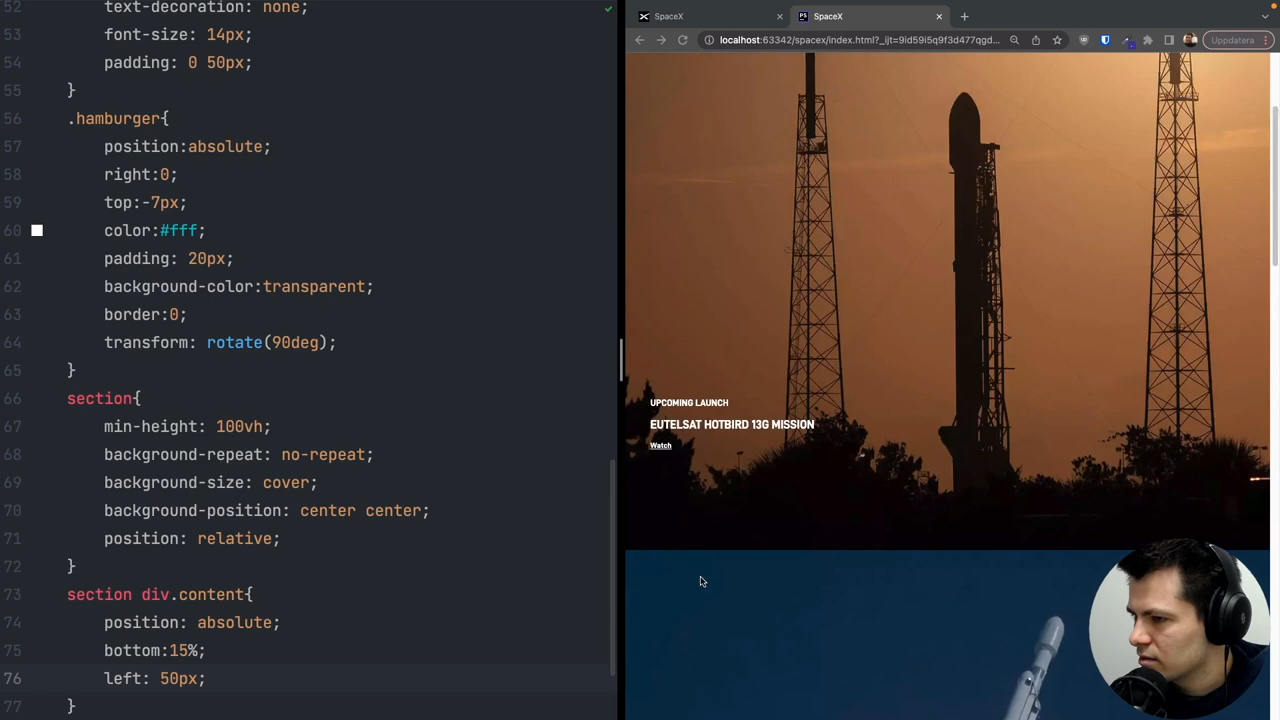 52 text-decoration: none;
53 font-size: 14px;
54 padding: 0 50px;
55 }
56 .hamburger{
57 position:absolute;
58 right:0;
59 top:-7px;
60 color:#fff;
61 padding: 20px;
62 background-color:transparent;
63 border:0;
64 transform: rotate(90deg);
65 }
66 section{
67 min-height: 100vh;
68 background-repeat: no-repeat;
69 background-size: cover;
70 background-position: center center;
71 position: relative;
72 }
73 section div.content{
74 position: absolute;
75 bottom:15%;
76 left: 50px;
77 }
SpaceX
PS SpaceX
localhost:63342/spacex/index.html?_ijt=9id59i5q9f3d477qgd...
Uppdatera
UPCOMING LAUNCH
EUTELSAT HOTBIRD 13G MISSION
Watch